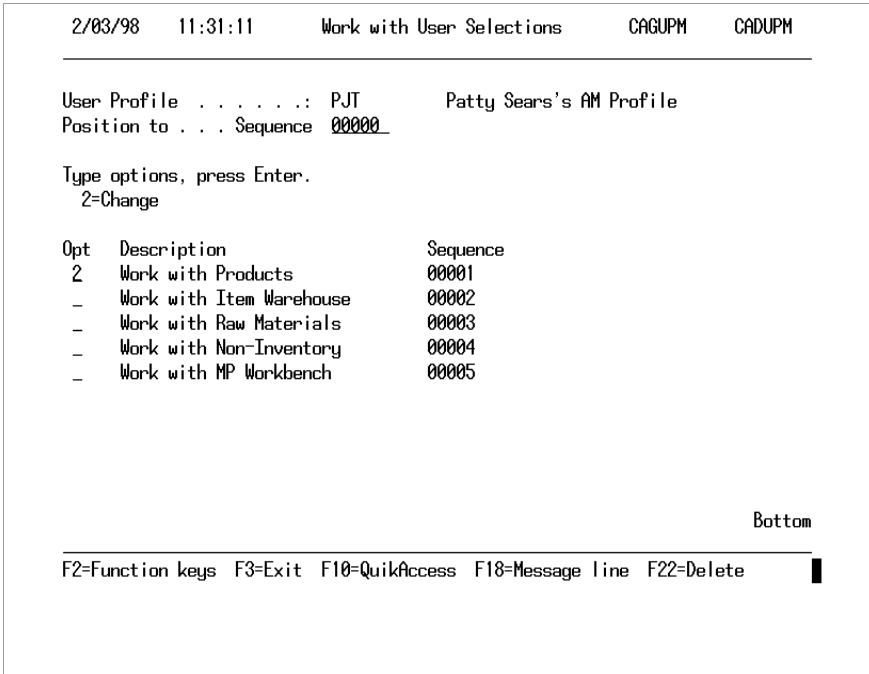 2/03/98 11:31:11 Work with User Selections CAGUPM CADUPM
User Profile . . . . . .: PJT Patty Sears's AM Profile
Position to . . . Sequence 00000
Type options, press Enter.
2=Change
Opt Description Sequence
2 Work with Products 00001
_ Work with Item Warehouse 00002
_ Work with Raw Materials 00003
_ Work with Non-Inventory 00004
_ Work with MP Workbench 00005
Bottom
F2=Function keys F3=Exit F10=QuikAccess F18=Message line F22=Delete